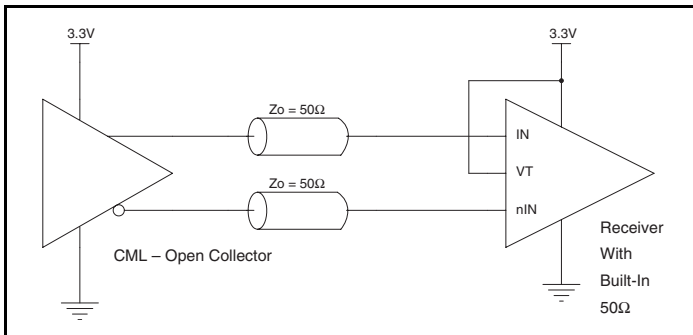 3.3V
3.3V
Zo = 50Ω
IN
VT
Zo = 50Ω
nIN
CML – Open Collector
Receiver
With
Built-In
50Ω